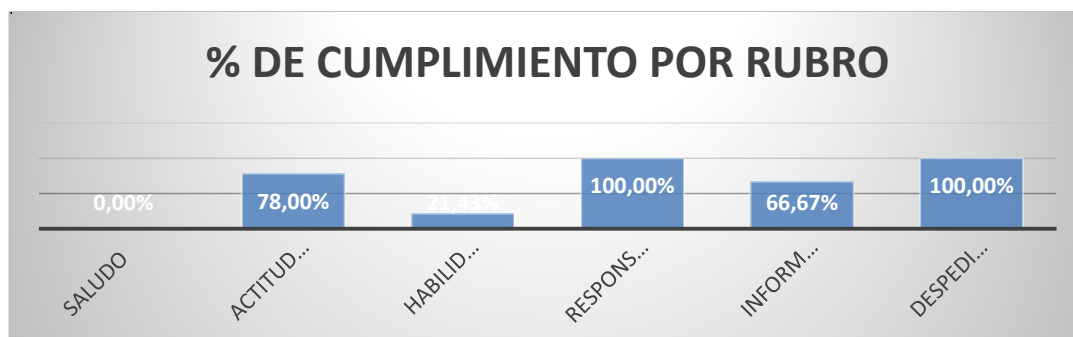 % DE CUMPLIMIENTO POR RUBRO
0,00%
78,00%
21,43%
100,00%
66,67%
100,00%
SALUDO
ACTITUD...
HABILID...
RESPONS...
INFORM...
DESPEDI...